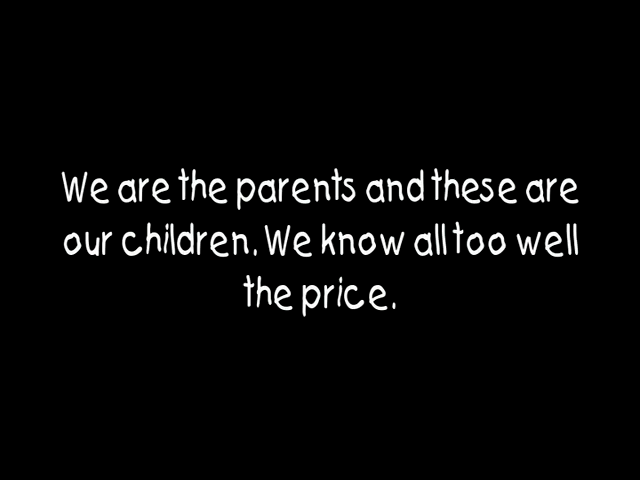 We are the parents and these are
our children. We know all too well
the price.